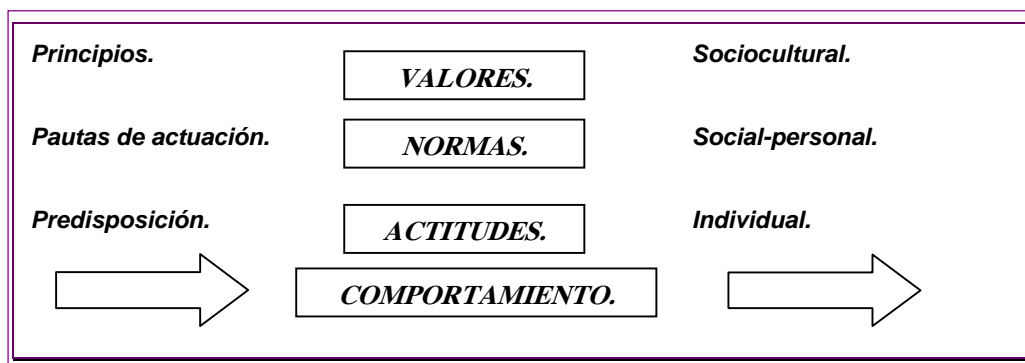 Principios. VALORES. Sociocultural.
Pautas de actuación. NORMAS. Social-personal.
Predisposición. ACTITUDES. Individual.
COMPORTAMIENTO.